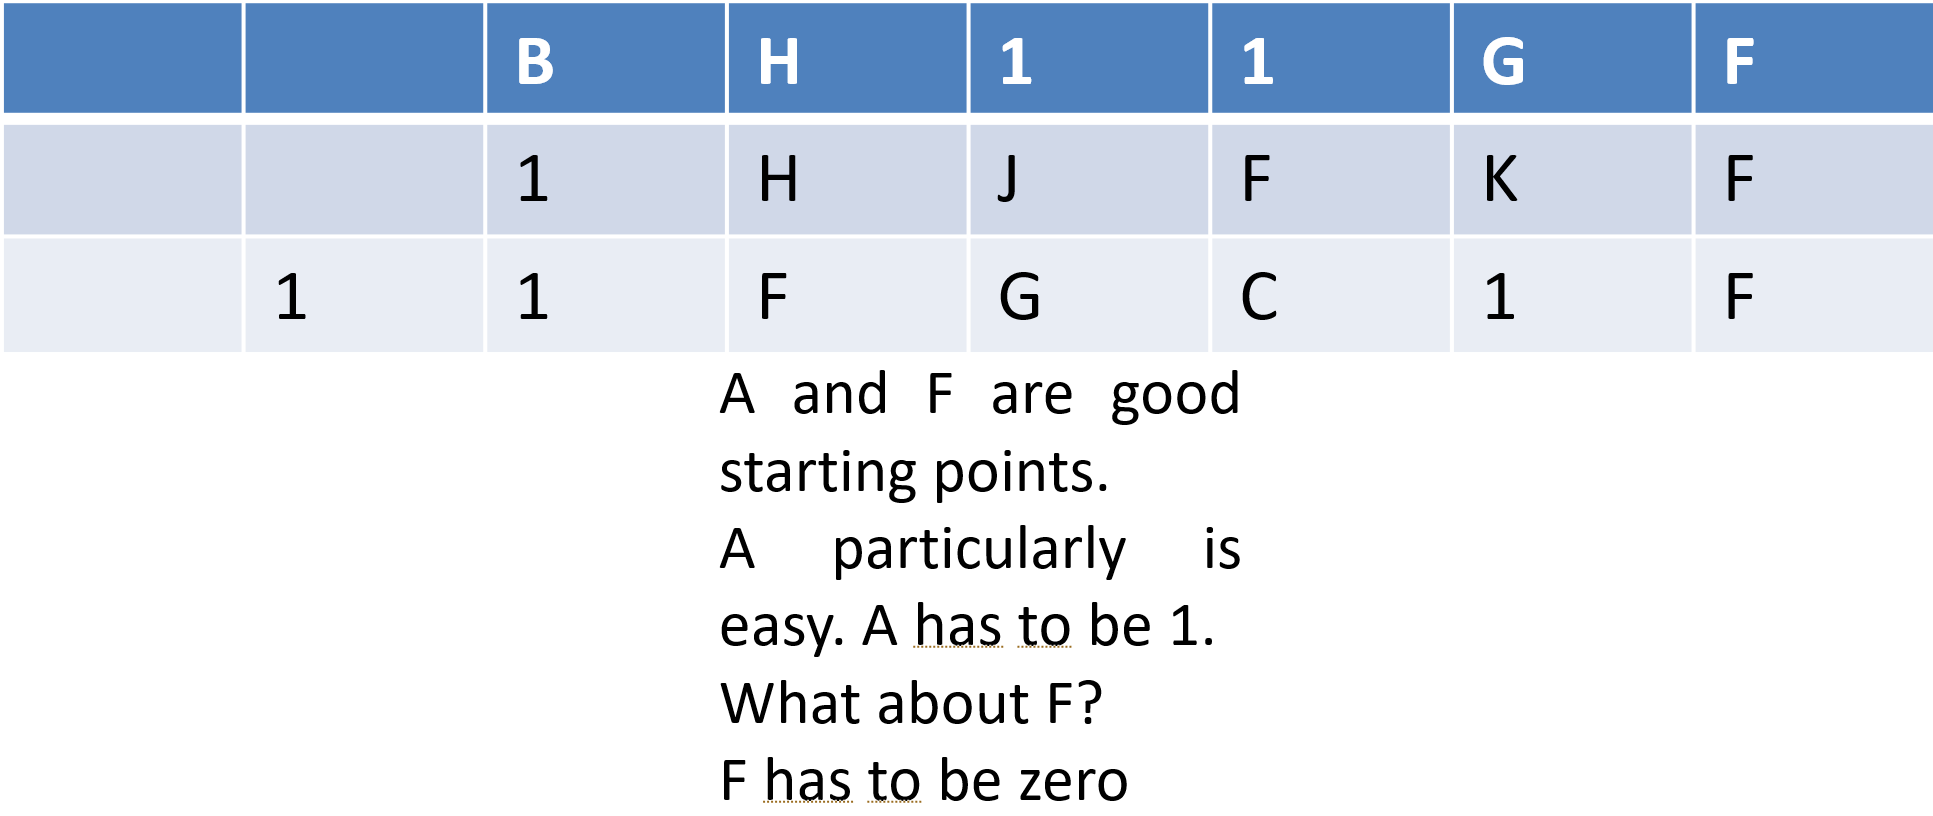 B H 1 1 G F
1 H J F K F
1 1 F G C 1 F
A and F are good
starting points.
A particularly is
easy. A has to be 1.
What about F?
F has to be zero